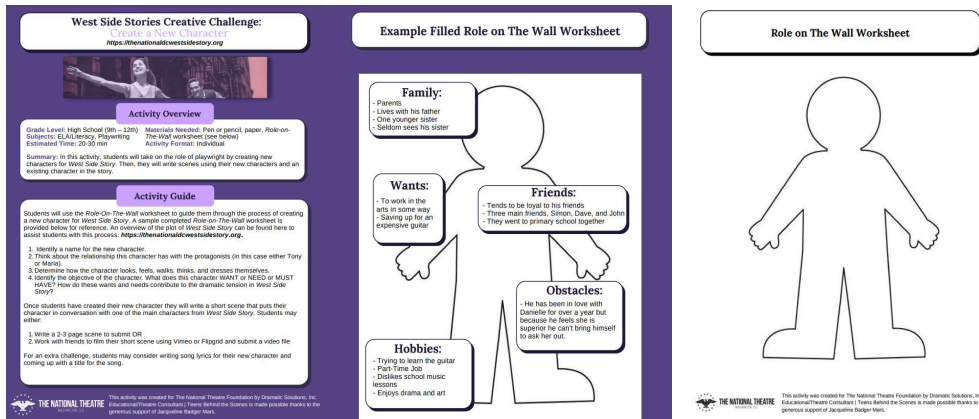 West Side Stories Creative Challenge:
Create a New Character
https://thenationaldcwestsidestory.org
Activity Overview
Grade Level: High School (9th – 12th)
Subjects: ELA/Literacy, Playwriting
Estimated Time: 20-30 min
Materials Needed: Pen or pencil, paper, Role-on-
The-Wall worksheet (see below)
Activity Format: Individual
Summary: In this activity, students will take on the role of playwright by creating new
characters for West Side Story. Then, they will write scenes using their new characters and an
existing character in the story.
Activity Guide
Students will use the Role-On-The-Wall worksheet to guide them through the process of creating
a new character for West Side Story. A sample completed Role-on-The-Wall worksheet is
provided below for reference. An overview of the plot of West Side Story can be found here to
assist students with this process: https://thenationaldcwestsidestory.org.
1. Identify a name for the new character.
2. Think about the relationship this character has with the protagonists (in this case either Tony
or Maria).
3. Determine how the character looks, feels, walks, thinks, and dresses themselves.
4. Identify the objective of the character. What does this character WANT or NEED or MUST
HAVE? How do these wants and needs contribute to the dramatic tension in West Side
Story?
Once students have created their new character they will write a short scene that puts their
character in conversation with one of the main characters from West Side Story. Students may
either:
1. Write a 2-3 page scene to submit OR
2. Work with friends to film their short scene using Vimeo or Flipgrid and submit a video file
For an extra challenge, students may consider writing song lyrics for their new character and
coming up with a title for the song.
THE NATIONAL THEATRE
WASHINGTON, D.C.
This activity was created for The National Theatre Foundation by Dramatic Solutions, Inc.
Educational/Theatre Consultant | Teens Behind the Scenes is made possible thanks to the
generous support of Jacqueline Badger Mars.
Example Filled Role on The Wall Worksheet
Family:
- Parents
- Lives with his father
- One younger sister
- Seldom sees his sister
Wants:
- To work in the
arts in some way
- Saving up for an
expensive guitar
Friends:
- Tends to be loyal to his friends
- Three main friends, Simon, Dave, and John
- They went to primary school together
Obstacles:
- He has been in love with
Danielle for over a year but
because he feels she is
superior he can't bring himself
to ask her out.
Hobbies:
- Trying to learn the guitar
- Part-Time Job
- Dislikes school music
lessons
- Enjoys drama and art
Role on The Wall Worksheet
THE NATIONAL THEATRE
WASHINGTON, D.C.
This activity was created for The National Theatre Foundation by Dramatic Solutions,
Educational/Theatre Consultant | Teens Behind the Scenes is made possible thanks to
generous support of Jacqueline Badger Mars.